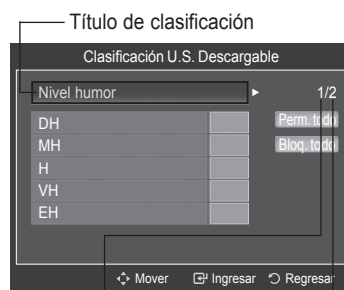 Título de clasificación
Clasificación U.S. Descargable
Nivel humor ► 1/2
DH Perm. todo
MH Bloq. todo
H
VH
EH
Mover Ingresar Regresar